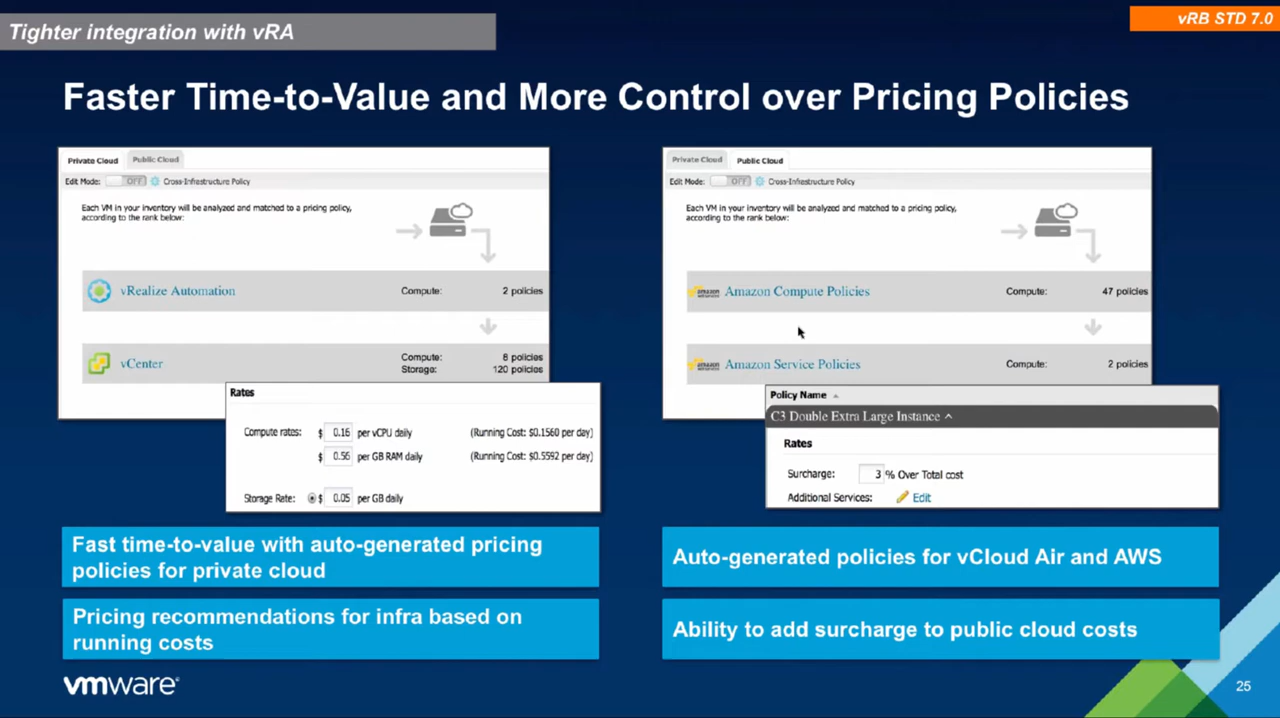 Tighter integration with vRA
vRB STD 7.0
Faster Time-to-Value and More Control over Pricing Policies
Private Cloud
Public Cloud
Edit Mode: OFF Cross-Infrastructure Policy
Each VM in your inventory will be analyzed and matched to a pricing policy,
according to the rank below:
vRealize Automation Compute: 2 policies
vCenter Compute: 8 policies
Storage: 120 policies
Rates
Compute rates: $ 0.16 per vCPU daily (Running Cost: $0.1560 per day)
$ 0.56 per GB RAM daily (Running Cost: $0.5592 per day)
Storage Rate: $ 0.05 per GB daily
Fast time-to-value with auto-generated pricing
policies for private cloud
Pricing recommendations for infra based on
running costs
Private Cloud
Public Cloud
Edit Mode: OFF Cross-Infrastructure Policy
Each VM in your inventory will be analyzed and matched to a pricing policy,
according to the rank below:
amazon Amazon Compute Policies Compute: 47 policies
amazon Amazon Service Policies Compute: 2 policies
Policy Name
C3 Double Extra Large Instance
Rates
Surcharge: 3 % Over Total cost
Additional Services: Edit
Auto-generated policies for vCloud Air and AWS
Ability to add surcharge to public cloud costs
vmware
25